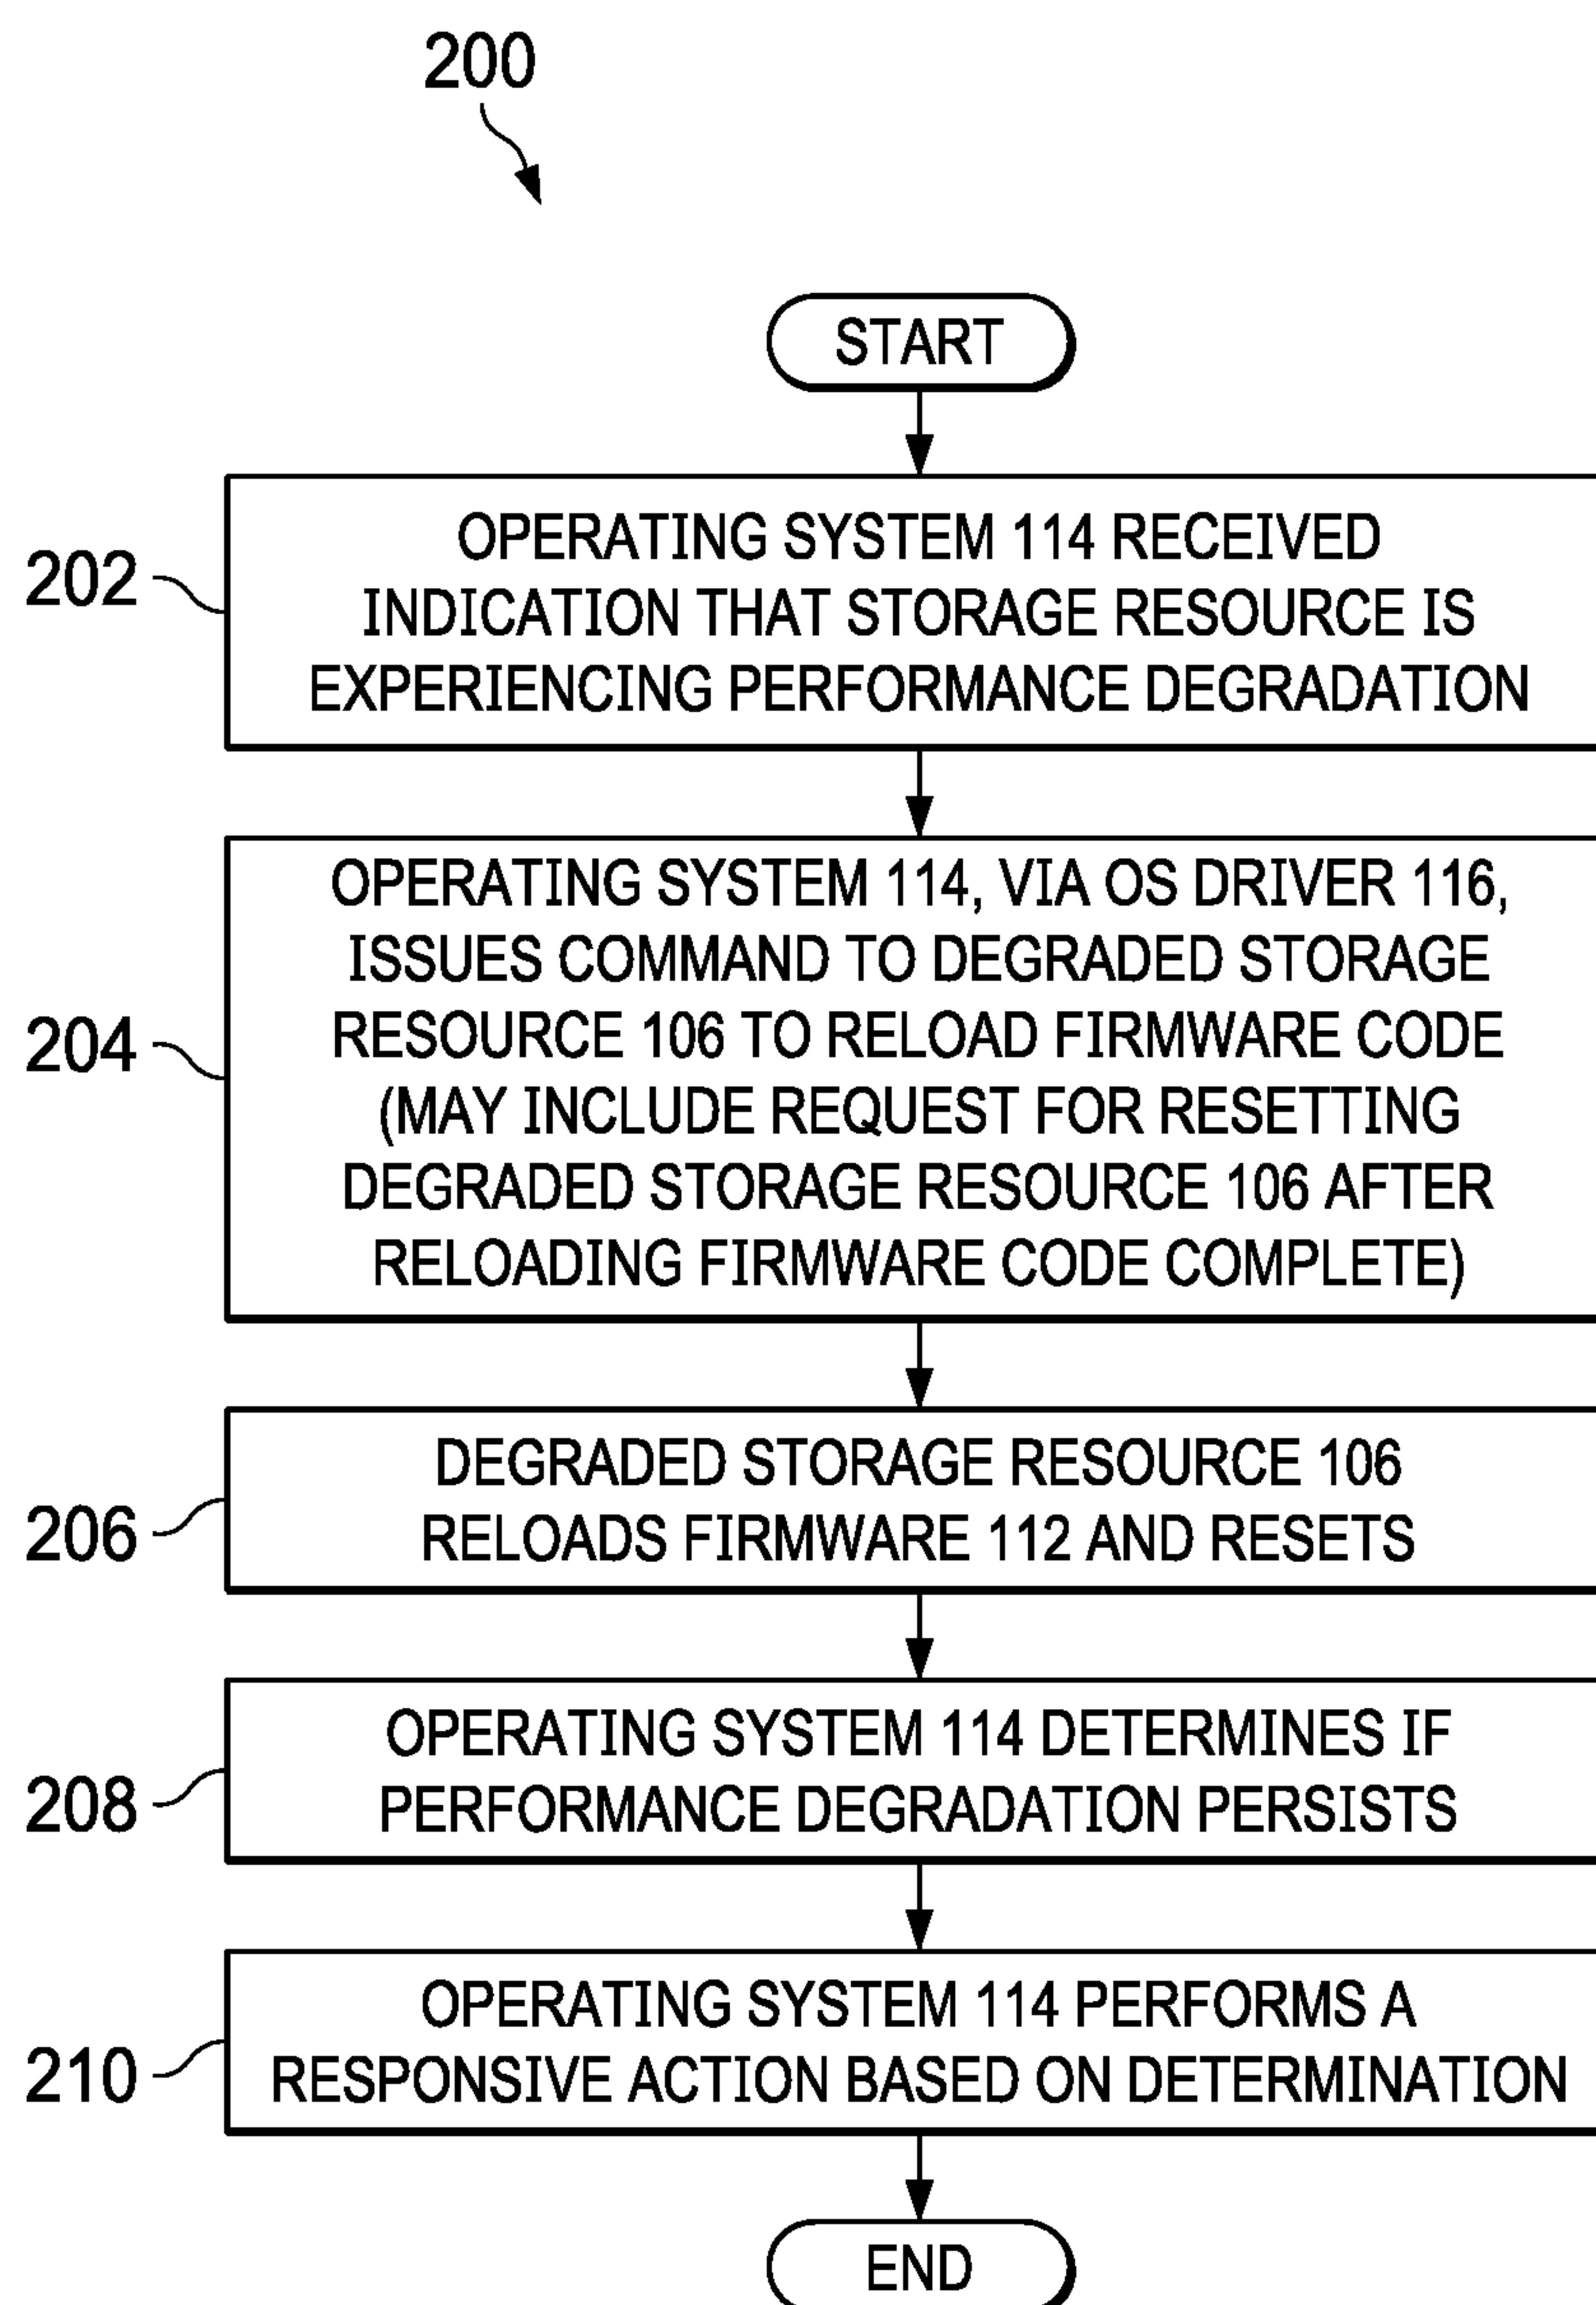 200
START
202
OPERATING SYSTEM 114 RECEIVED
INDICATION THAT STORAGE RESOURCE IS
EXPERIENCING PERFORMANCE DEGRADATION
204
OPERATING SYSTEM 114, VIA OS DRIVER 116,
ISSUES COMMAND TO DEGRADED STORAGE
RESOURCE 106 TO RELOAD FIRMWARE CODE
(MAY INCLUDE REQUEST FOR RESETTING
DEGRADED STORAGE RESOURCE 106 AFTER
RELOADING FIRMWARE CODE COMPLETE)
206
DEGRADED STORAGE RESOURCE 106
RELOADS FIRMWARE 112 AND RESETS
208
OPERATING SYSTEM 114 DETERMINES IF
PERFORMANCE DEGRADATION PERSISTS
210
OPERATING SYSTEM 114 PERFORMS A
RESPONSIVE ACTION BASED ON DETERMINATION
END